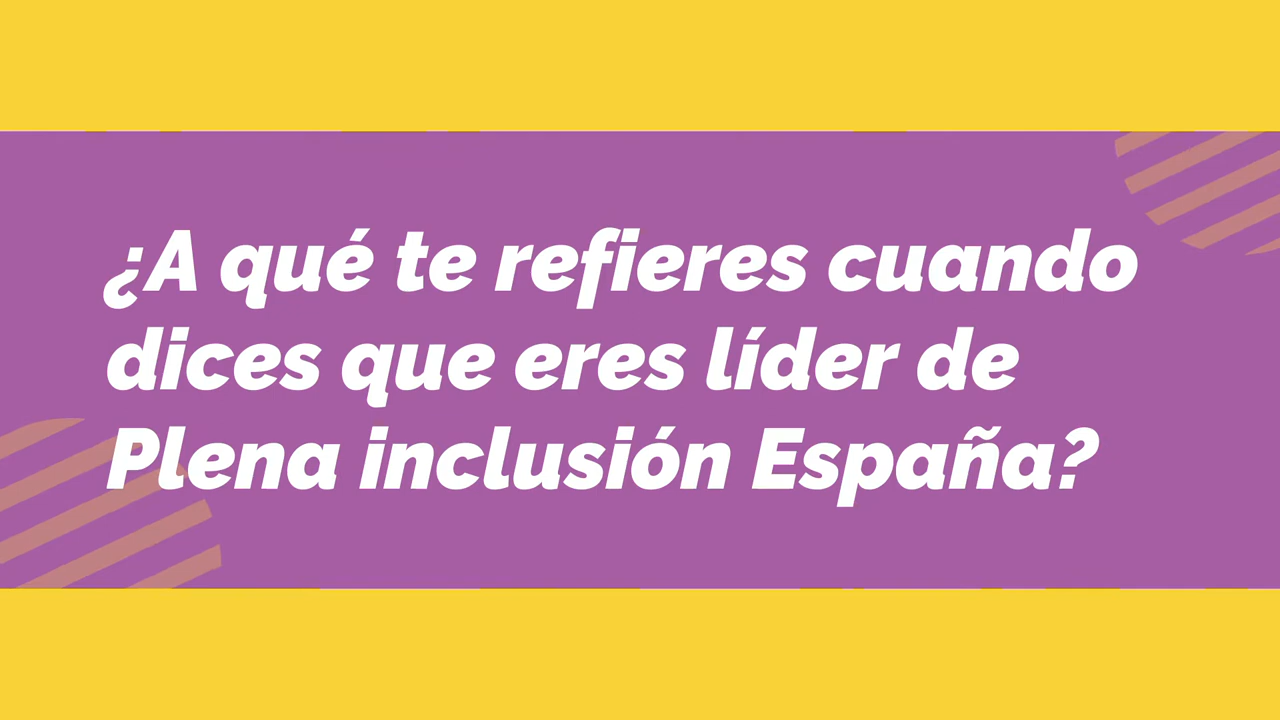 ¿A qué te refieres cuando
dices que eres líder de
Plena inclusión España?